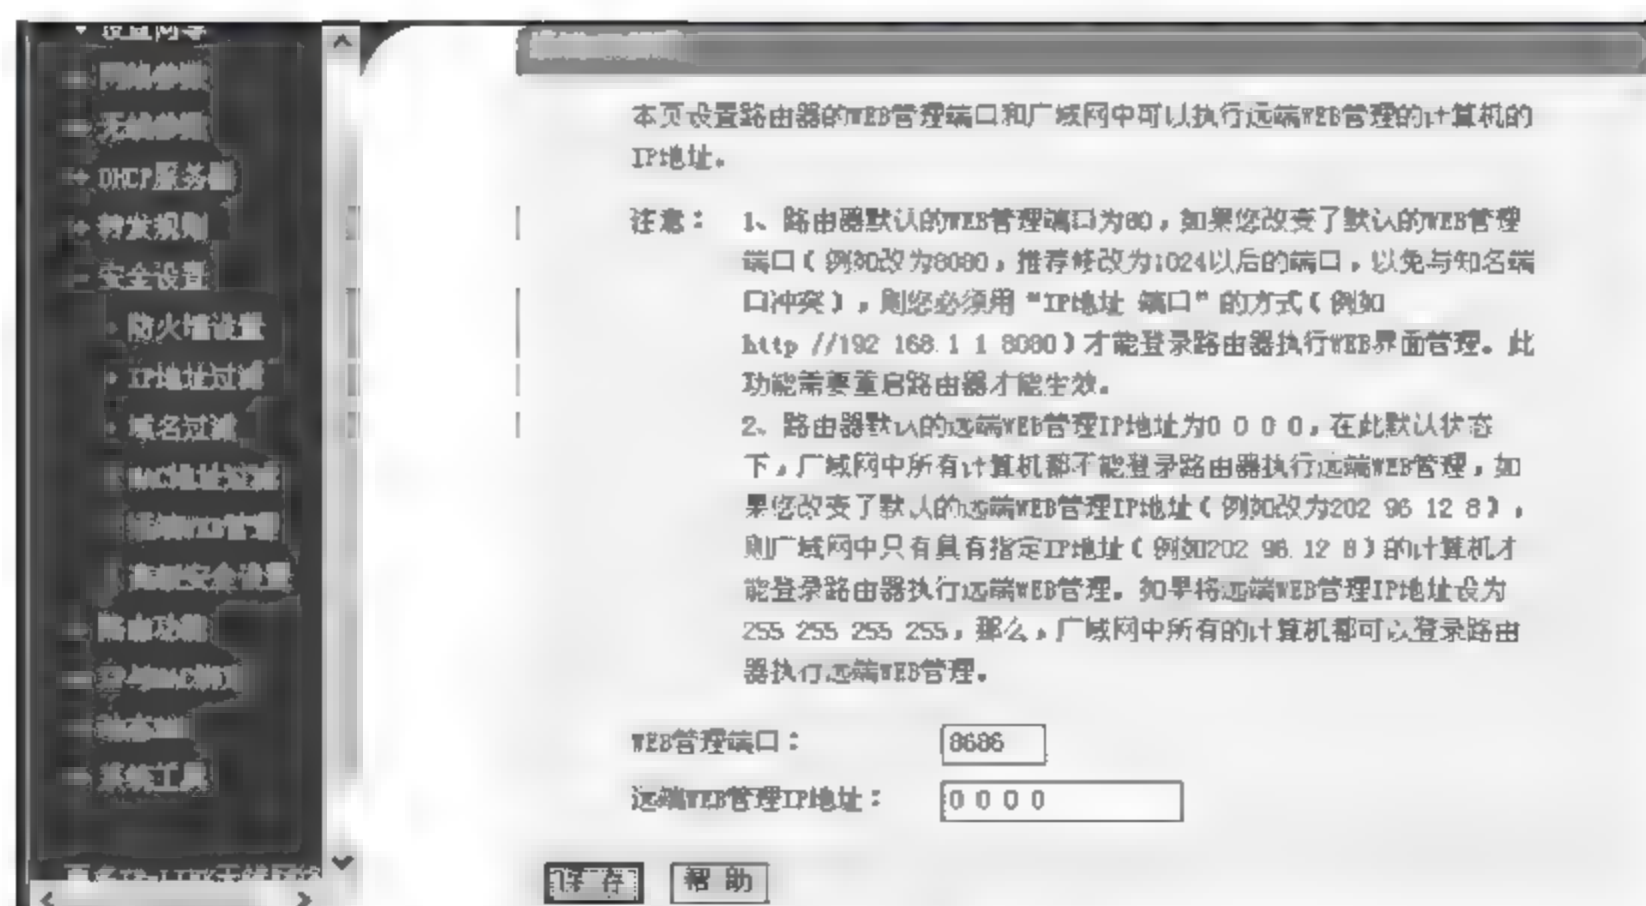 设置向导
DHCP服务器
转发规则
安全设置
防火墙设置
IP地址过滤
域名过滤
路由功能
系统工具
本页设置路由器的WEB管理端口和广域网中可以执行远端WEB管理的计算机的
IP地址。
注意： 1、路由器默认的WEB管理端口为80，如果您改变了默认的WEB管理
端口（例如改为8080，推荐修改为1024以后的端口，以免与知名端
口冲突），则您必须用“IP地址 端口”的方式（例如
http //192 168.1 1 8080）才能登录路由器执行WEB界面管理。此
功能需要重启路由器才能生效。
2、路由器默认的远端WEB管理IP地址为0 0 0 0，在此默认状态
下，广域网中所有计算机都不能登录路由器执行远端WEB管理，如
果您改变了默认的远端WEB管理IP地址（例如改为202 96 12 8），
则广域网中只有具有指定IP地址（例如202 96.12 8）的计算机才
能登录路由器执行远端WEB管理。如果将远端WEB管理IP地址设为
255 255 255 255，那么，广域网中所有的计算机都可以登录路由
器执行远端WEB管理。
WEB管理端口： 8686
远端WEB管理IP地址： 0 0 0 0
保 存 帮 助